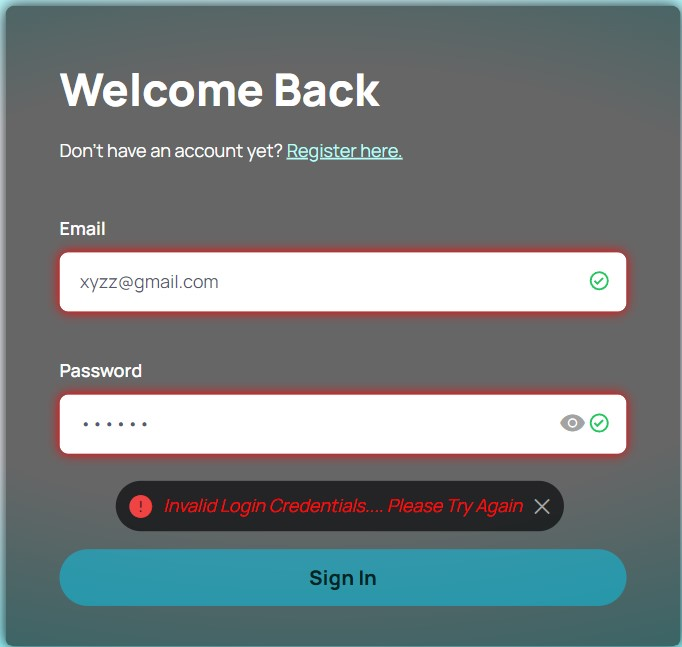 Welcome Back
Don't have an account yet? Register here.
Email
xyzz@gmail.com
Password
••••••
Invalid Login Credentials.... Please Try Again
Sign In